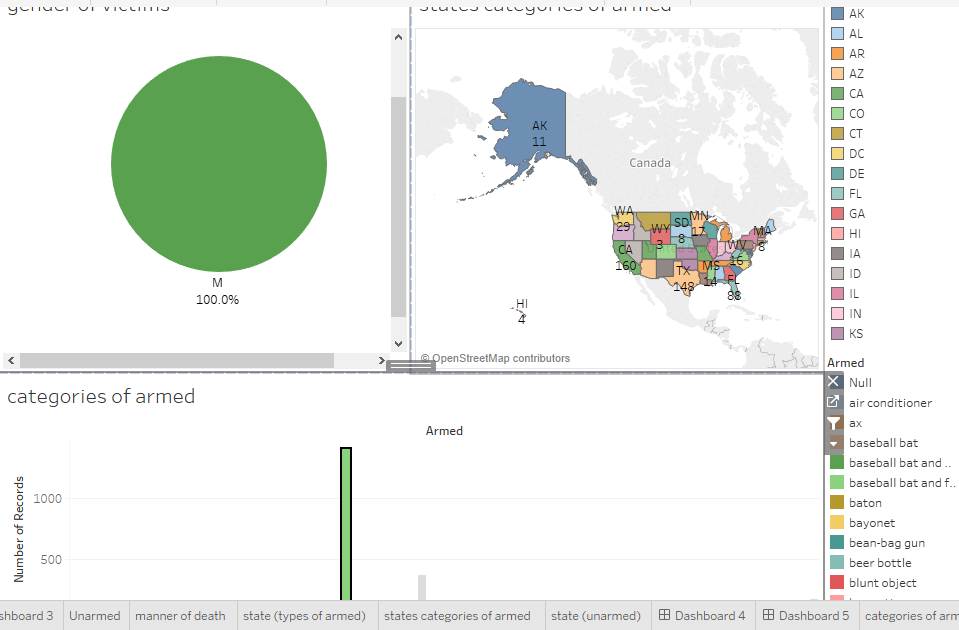 gender of victims
states categories of armed
AK
AL
AR
AZ
CA
CO
CT
DC
DE
FL
GA
HI
IA
ID
IL
IN
KS
M
100.0%
AK
11
Canada
WA
29
MN
17
SD
8
WY
3
MA
8
WV
16
CA
160
TX
148
MS
14
FL
88
HI
4
© OpenStreetMap contributors
Armed
Null
air conditioner
ax
baseball bat
baseball bat and ..
baseball bat and f..
baton
bayonet
bean-bag gun
beer bottle
blunt object
categories of armed
Armed
Number of Records
1000
500
shboard 3
Unarmed
manner of death
state (types of armed)
states categories of armed
state (unarmed)
Dashboard 4
Dashboard 5
categories of arm